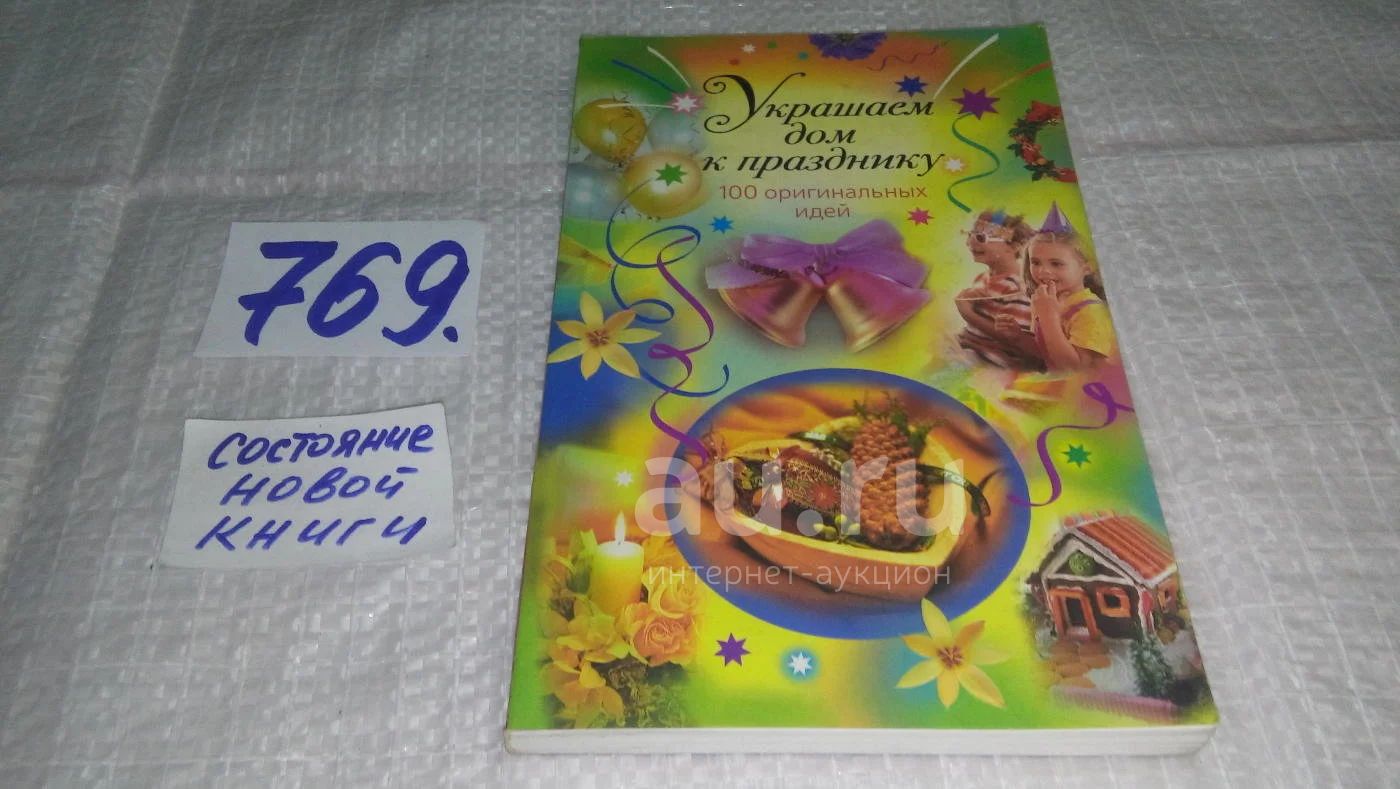 769.
состояние
новой
книги
Украшаем
дом
к празднику
100 оригинальных
идей
au.ru
интернет-аукцион